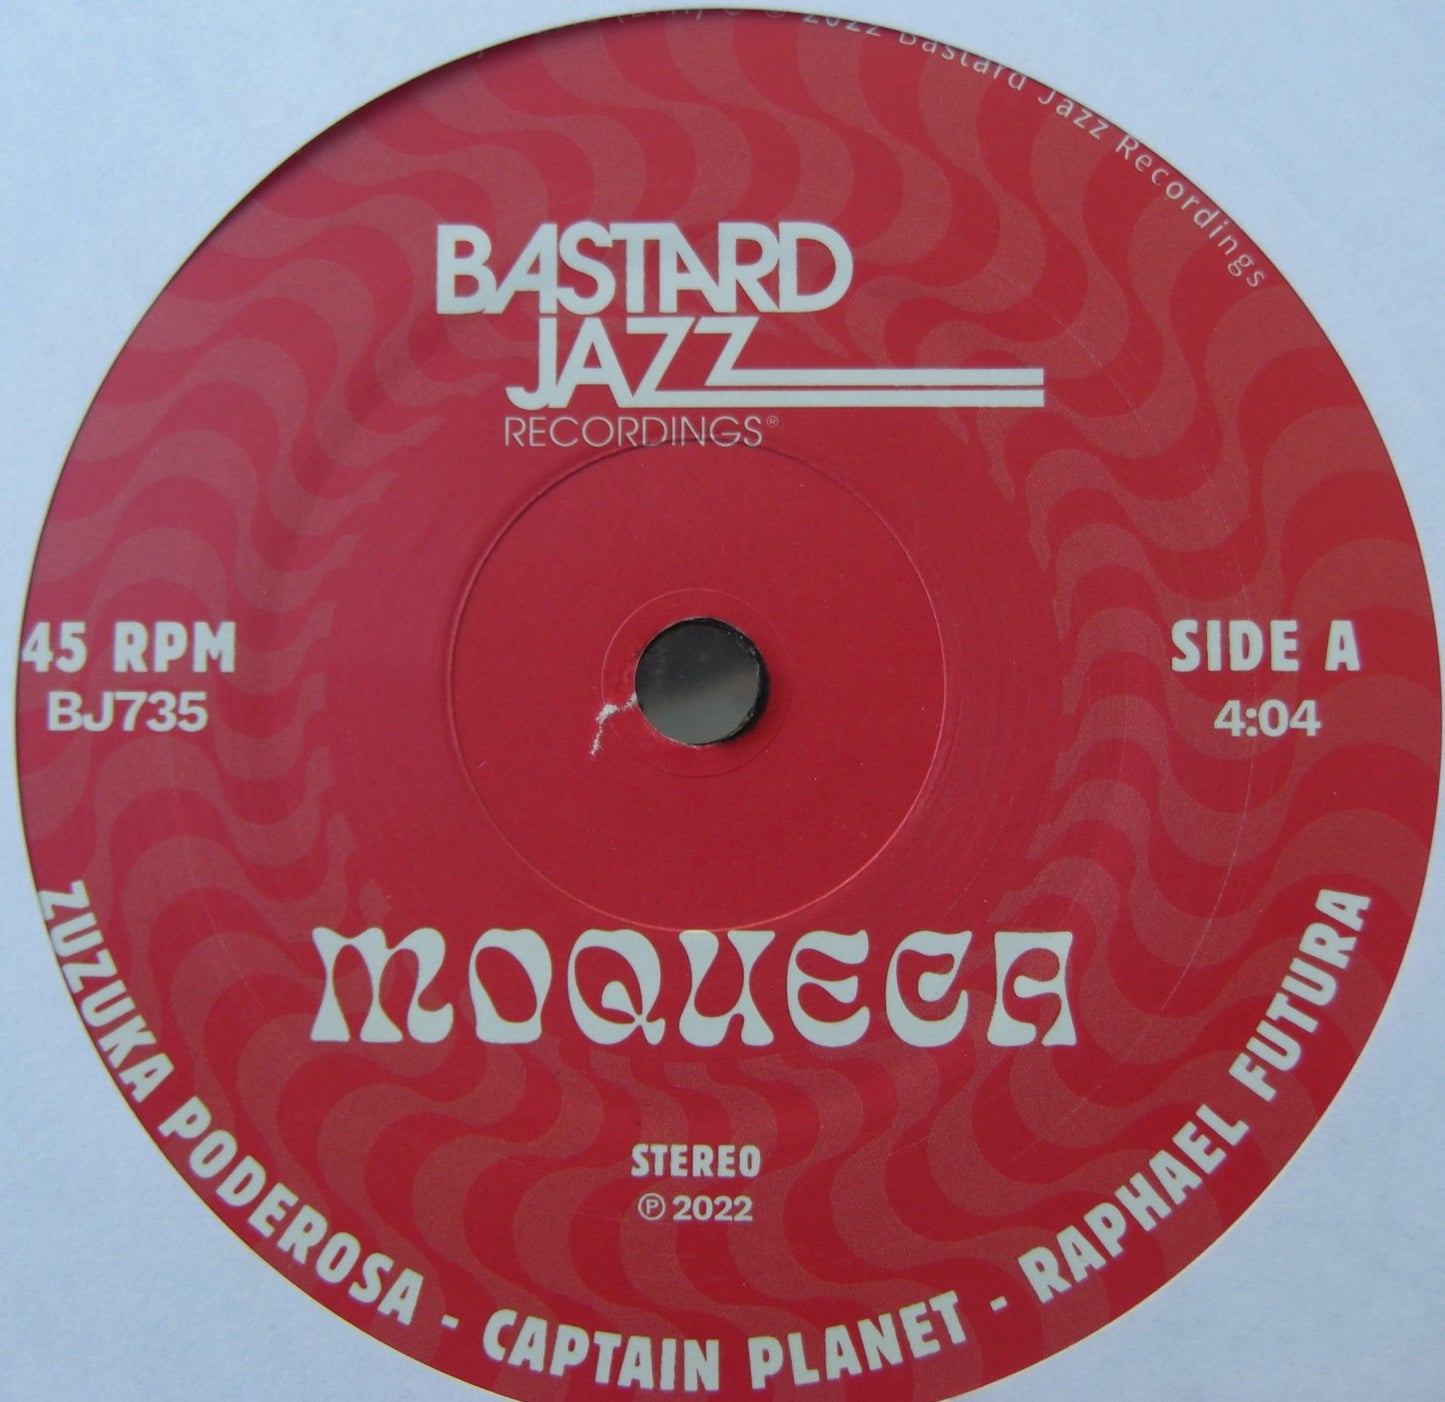 ℗ © 2022 Bastard Jazz Recordings
BASTARD
JAZZ
RECORDINGS®
45 RPM
BJ735
SIDE A
4:04
MOQUECA
STEREO
℗ 2022
ZUZUKA PODEROSA - CAPTAIN PLANET - RAPHAEL FUTURA